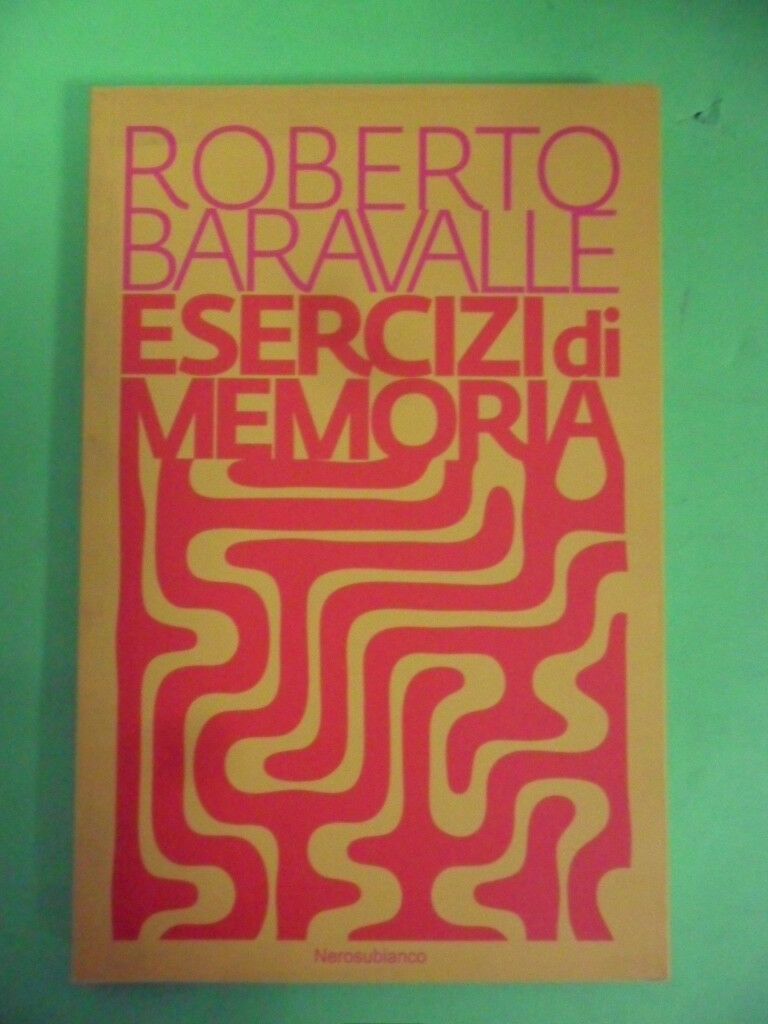 ROBERTO
BARAVALLE
ESERCIZI di
MEMORIA
Nerosubianco